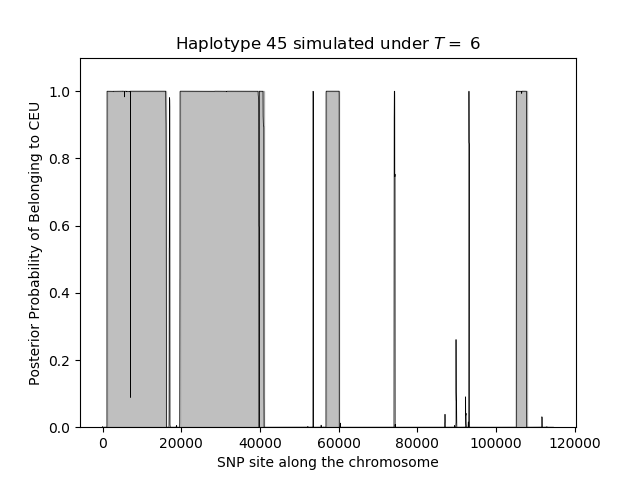 Haplotype 45 simulated under T = 6
Posterior Probability of Belonging to CEU
1.0
0.8
0.6
0.4
0.2
0.0
0 20000 40000 60000 80000 100000 120000
SNP site along the chromosome